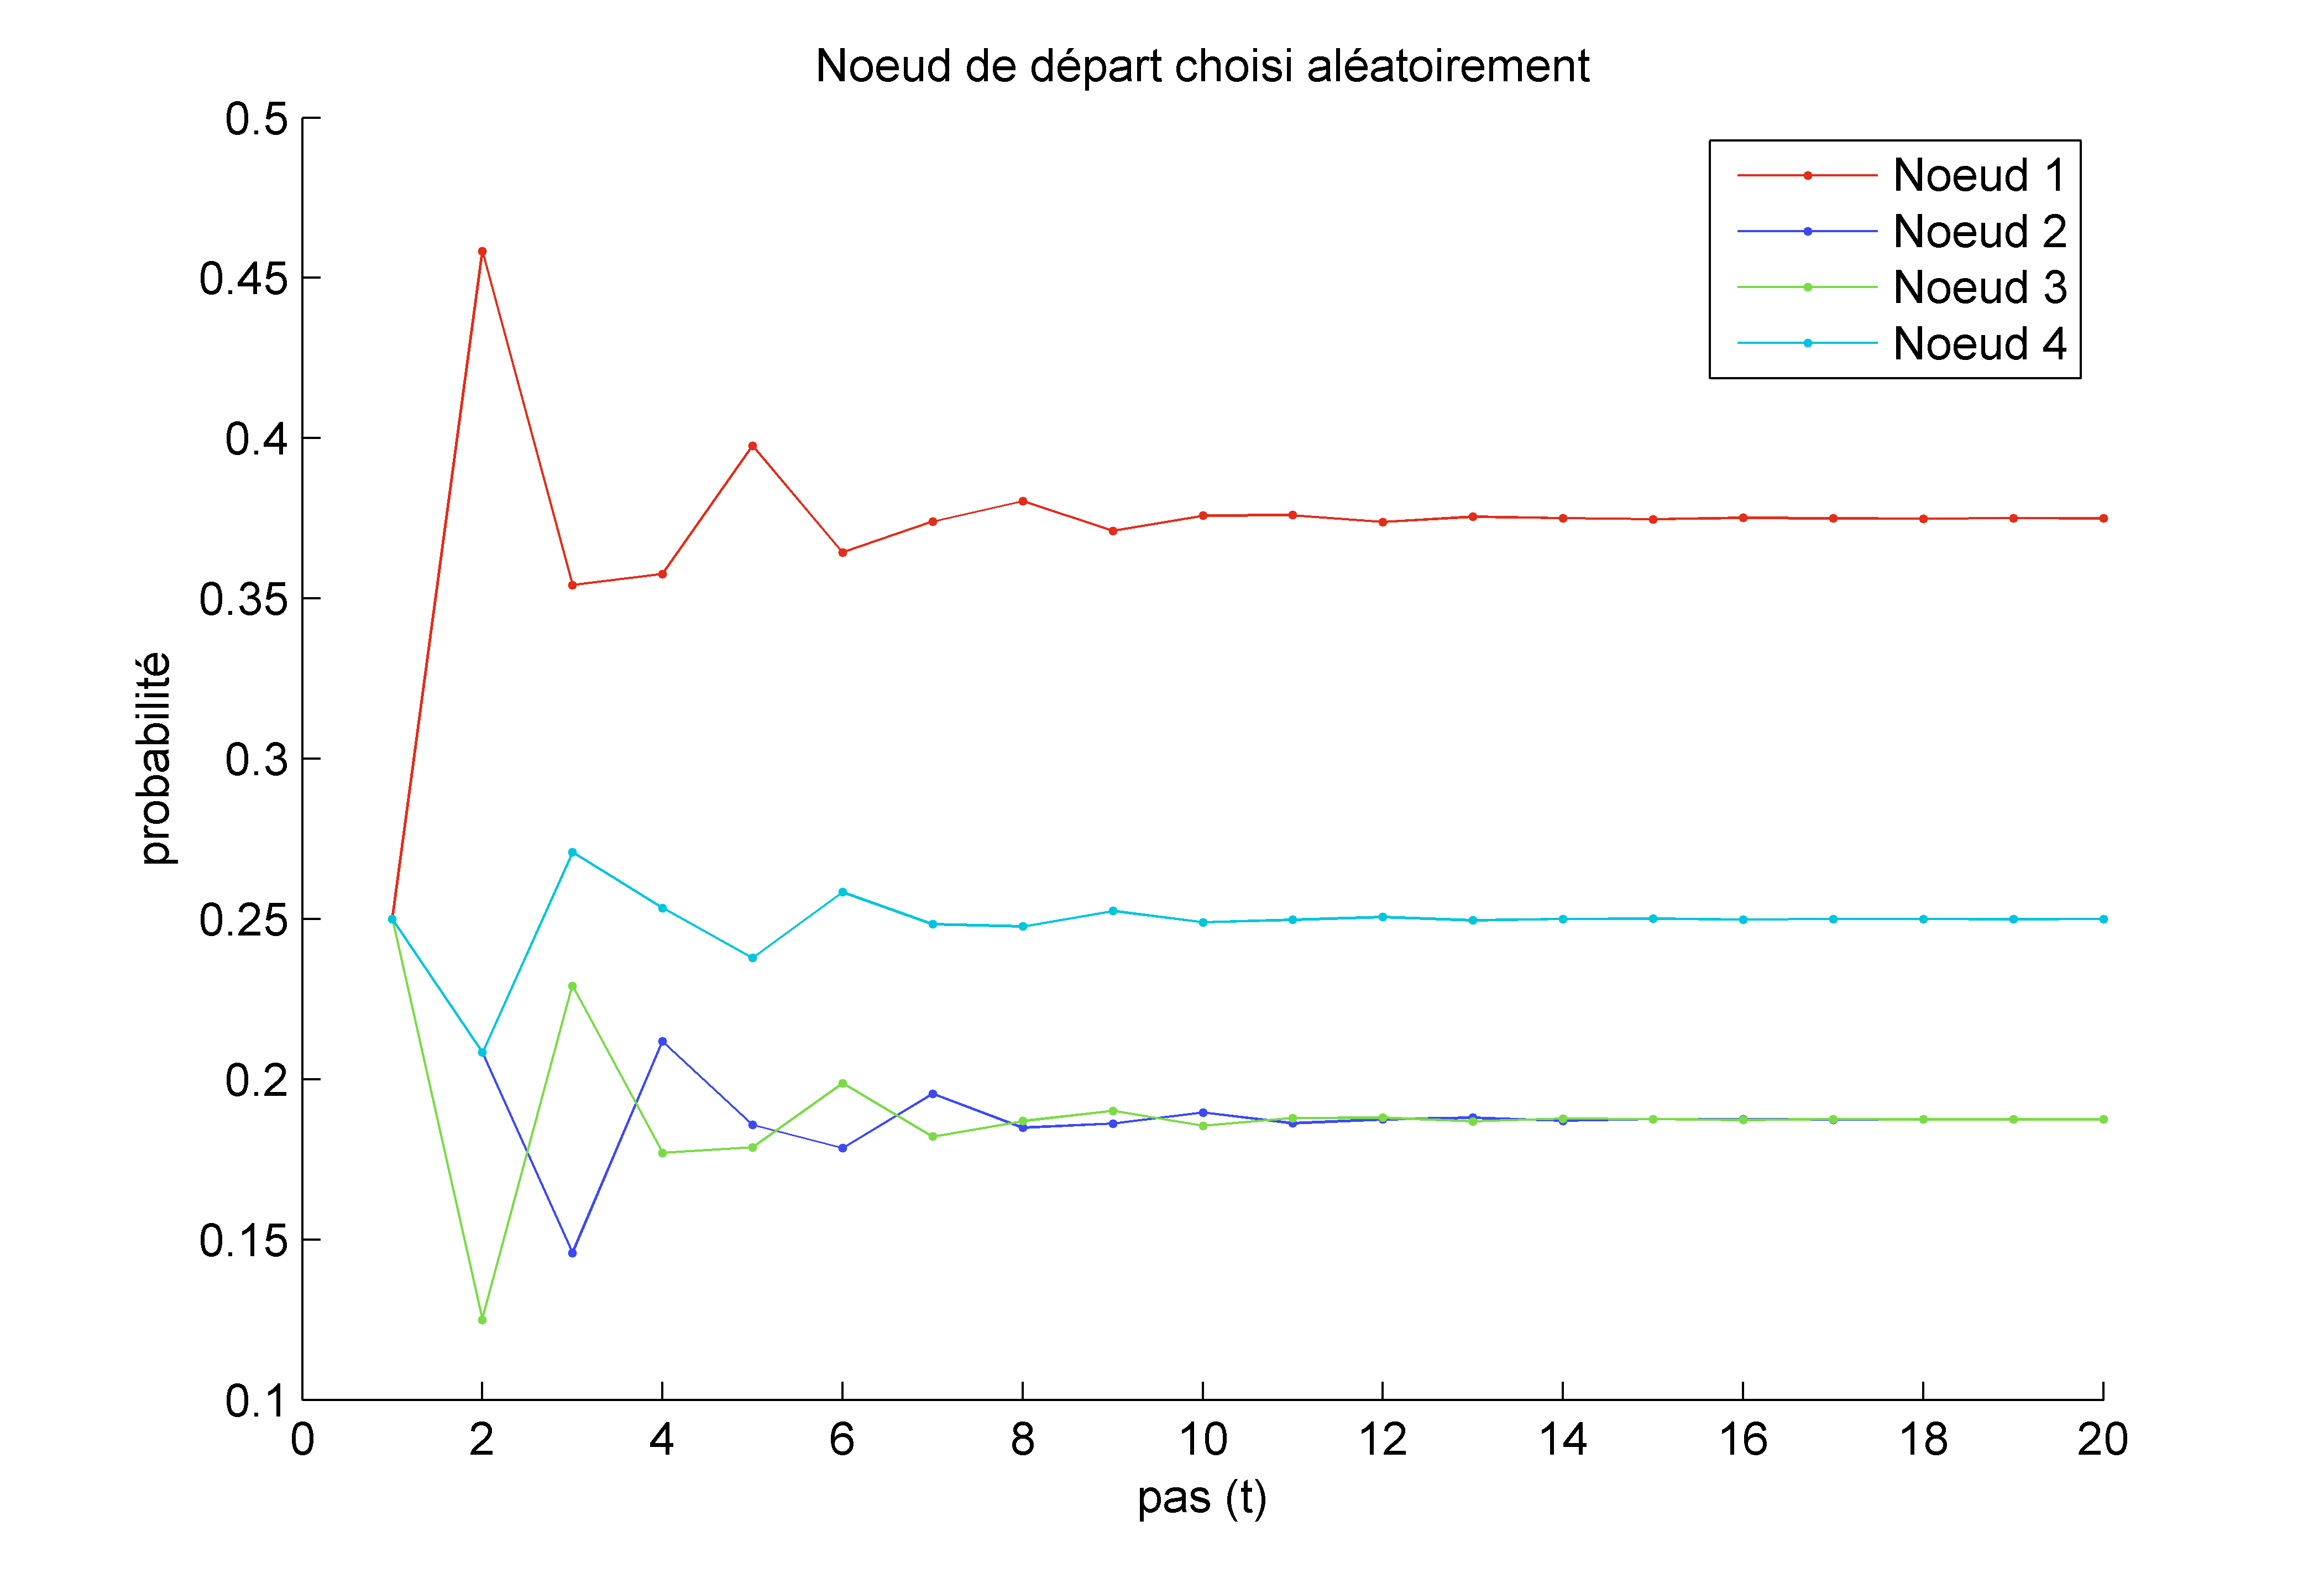 Noeud de départ choisi aléatoirement
0.5
0.45
0.4
0.35
0.3
0.25
0.2
0.15
0.1
probabilité
Noeud 1
Noeud 2
Noeud 3
Noeud 4
0 2 4 6 8 10 12 14 16 18 20
pas (t)